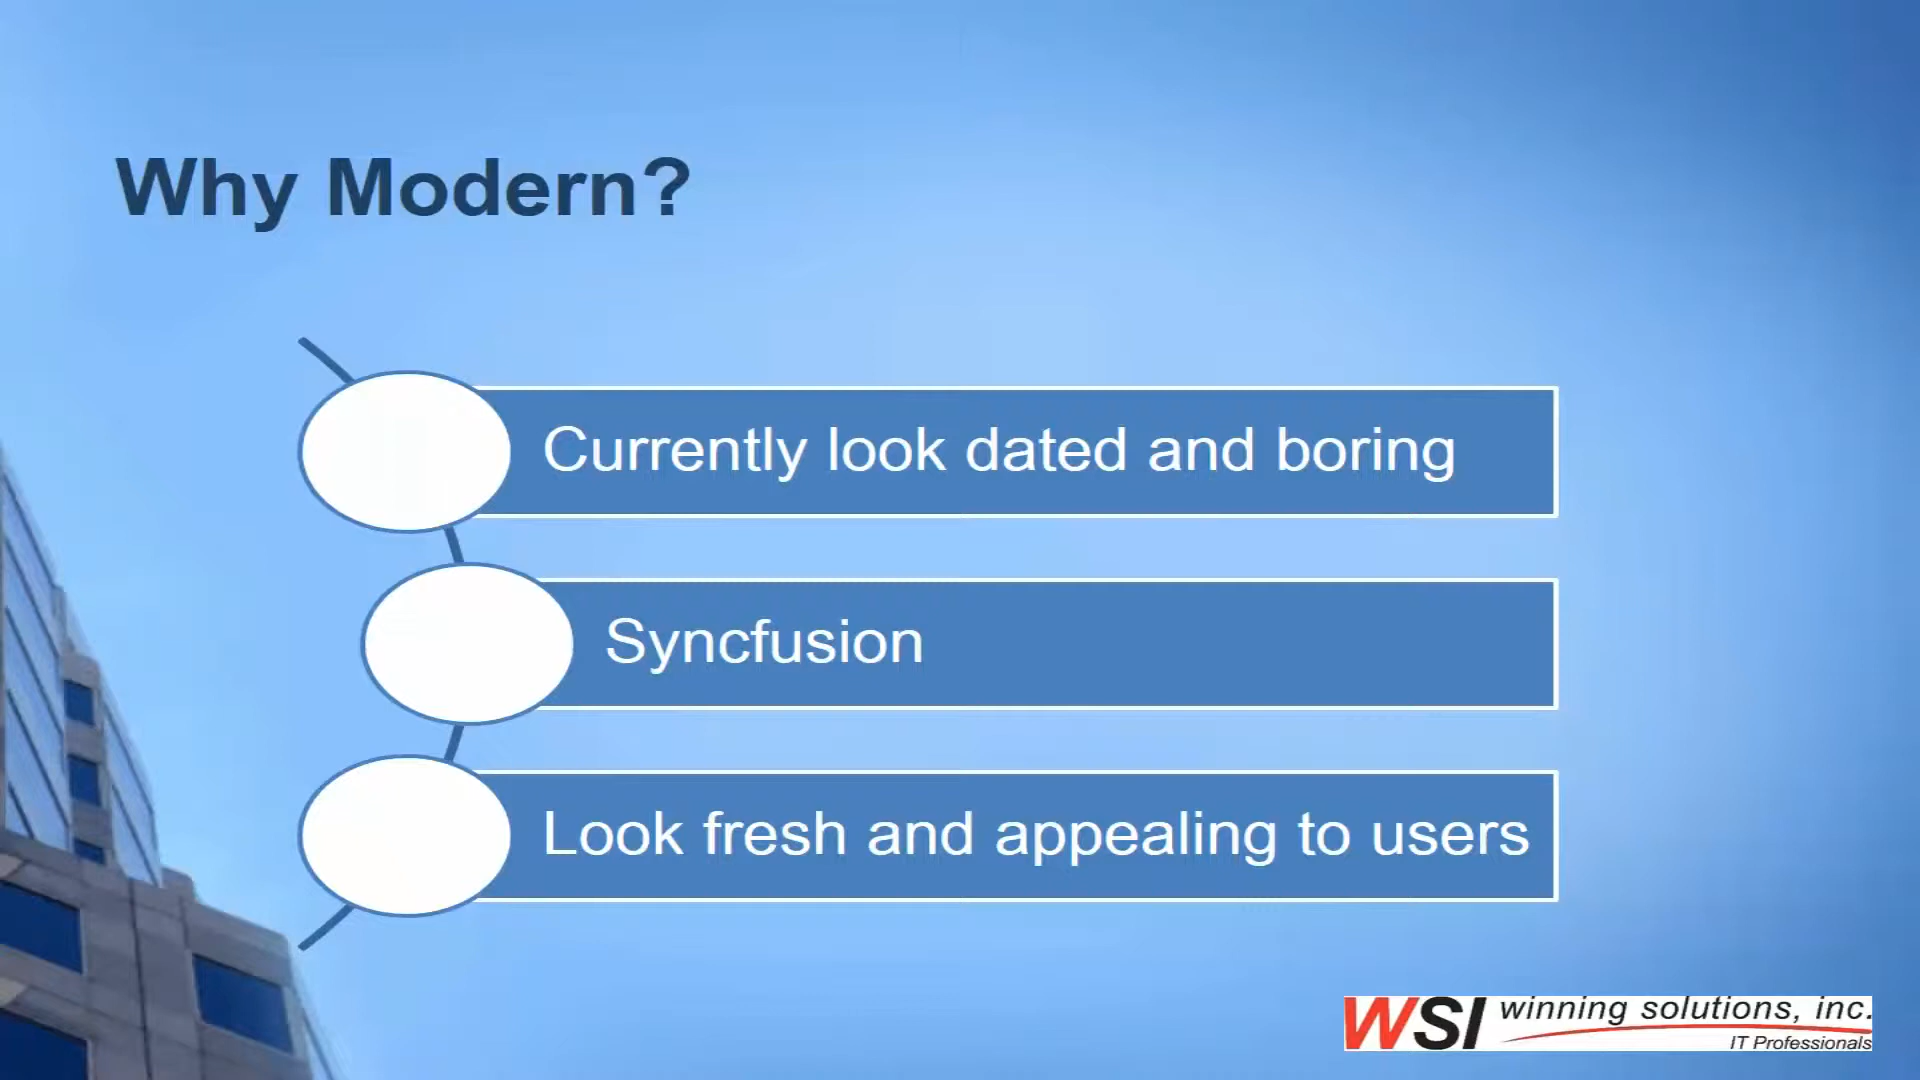 Why Modern?
Currently look dated and boring
Syncfusion
Look fresh and appealing to users
WSI winning solutions, inc.
IT Professionals